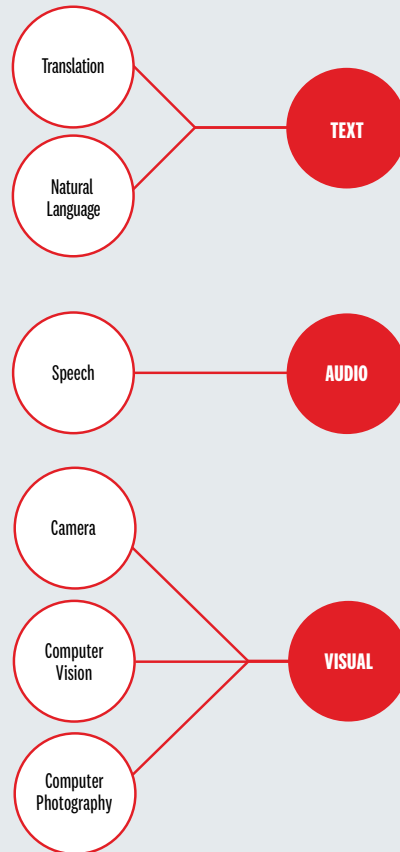 Translation
TEXT
Natural
Language
Speech
AUDIO
Camera
Computer
Vision
VISUAL
Computer
Photography